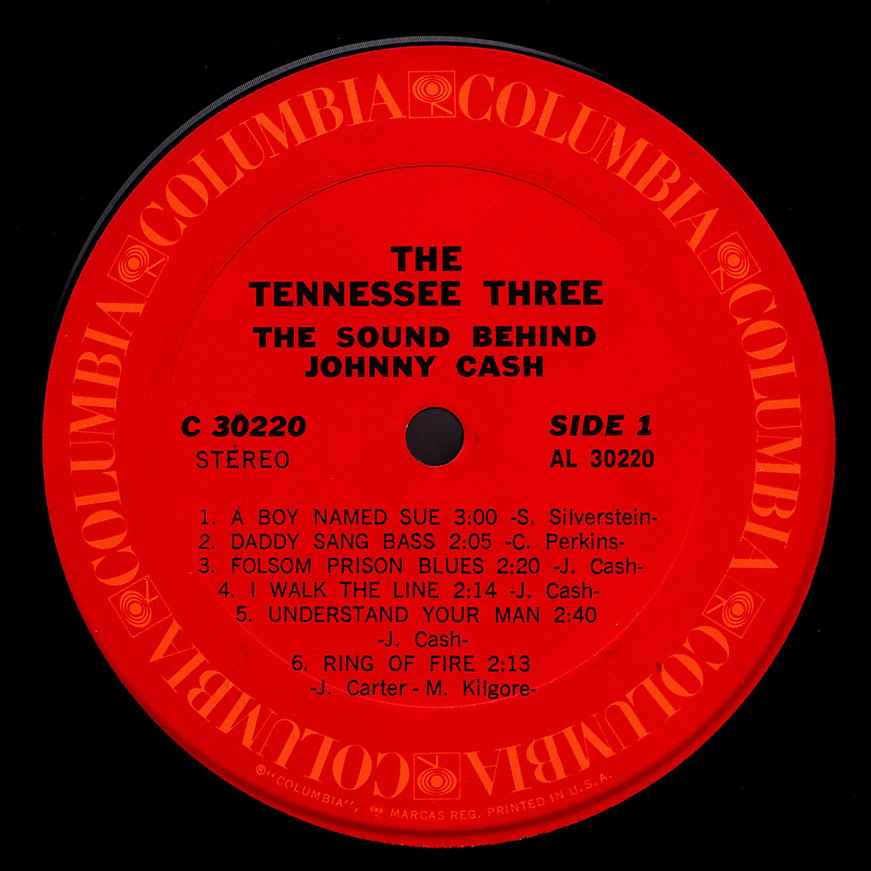 COLUMBIA COLUMBIA COLUMBIA COLUMBIA COLUMBIA COLUMBIA
THE
TENNESSEE THREE
THE SOUND BEHIND
JOHNNY CASH
C 30220
STEREO
SIDE 1
AL 30220
1. A BOY NAMED SUE 3:00 -S. Silverstein-
2. DADDY SANG BASS 2:05 -C. Perkins-
3. FOLSOM PRISON BLUES 2:20 -J. Cash-
4. I WALK THE LINE 2:14 -J. Cash-
5. UNDERSTAND YOUR MAN 2:40
-J. Cash-
6. RING OF FIRE 2:13
-J. Carter - M. Kilgore-
®"COLUMBIA", MARCAS REG. PRINTED IN U.S.A.